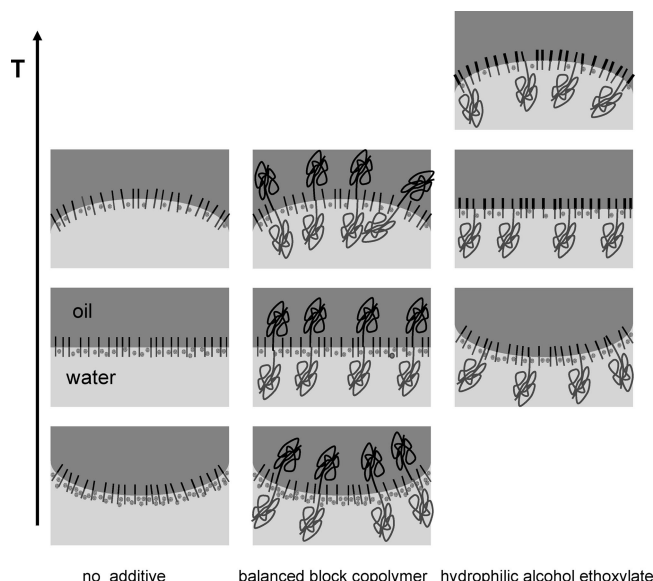 T
oil
water
no additive
balanced block copolymer
hydrophilic alcohol ethoxylate